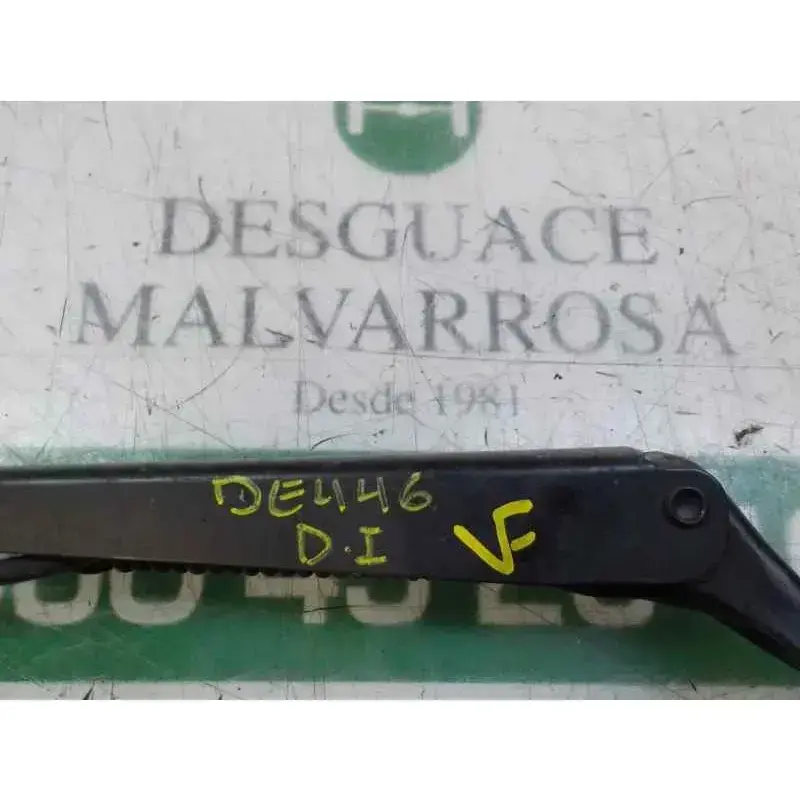 DESGUACE
MALVARROSA
Desde 1981
DE446
D.I